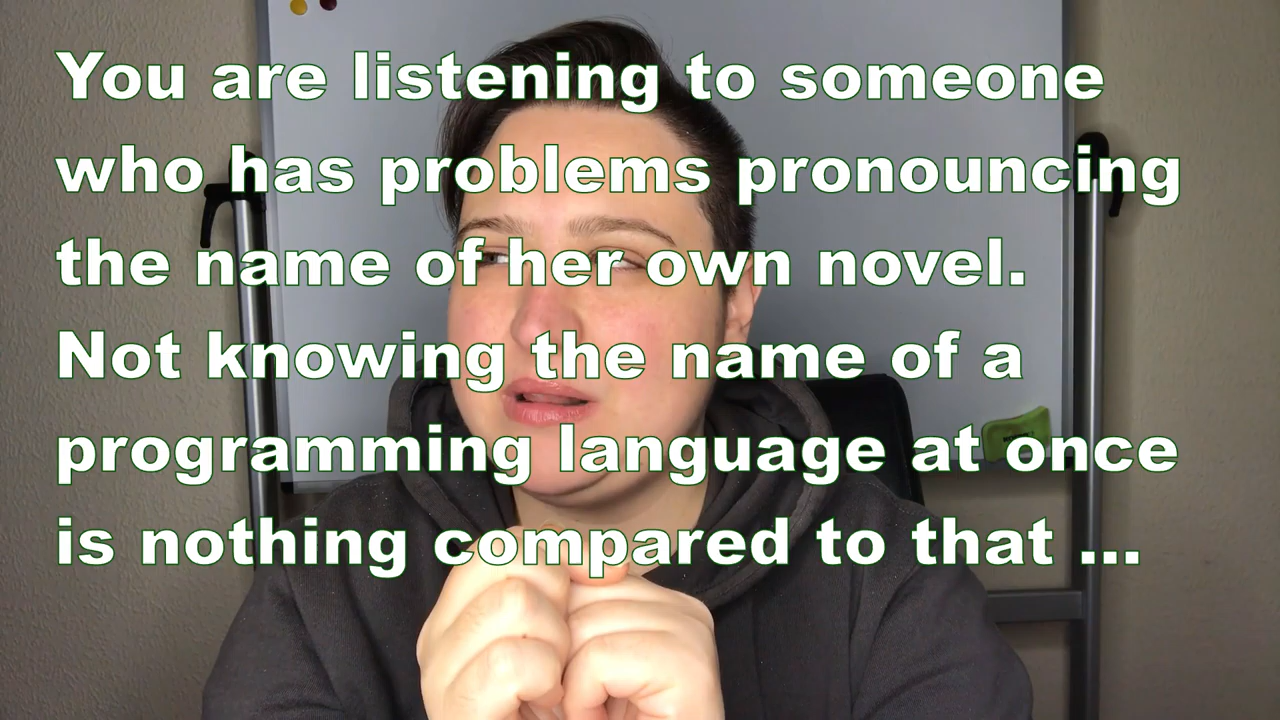 You are listening to someone
who has problems pronouncing
the name of her own novel.
Not knowing the name of a
programming language at once
is nothing compared to that ...